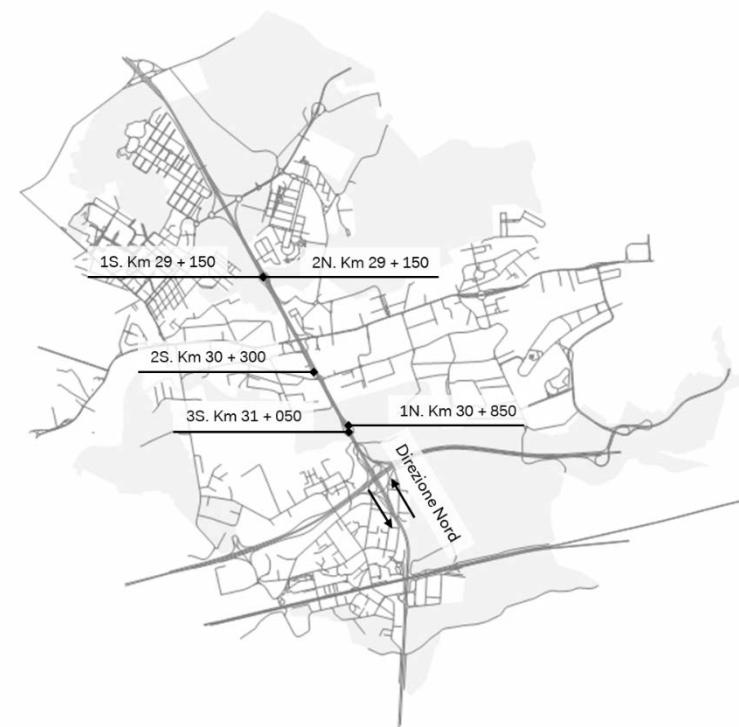 1S. Km 29 + 150
2N. Km 29 + 150
2S. Km 30 + 300
3S. Km 31 + 050
1N. Km 30 + 850
Direzione Nord